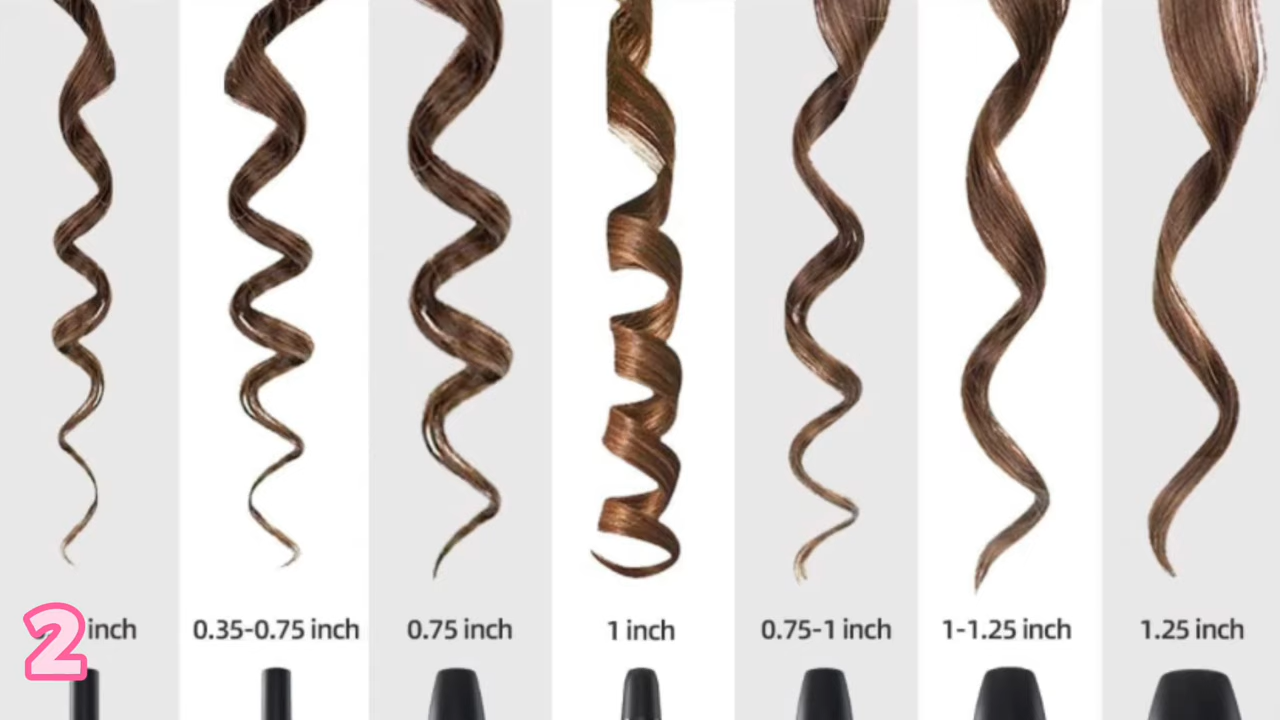 2
inch
0.35-0.75 inch
0.75 inch
1 inch
0.75-1 inch
1-1.25 inch
1.25 inch